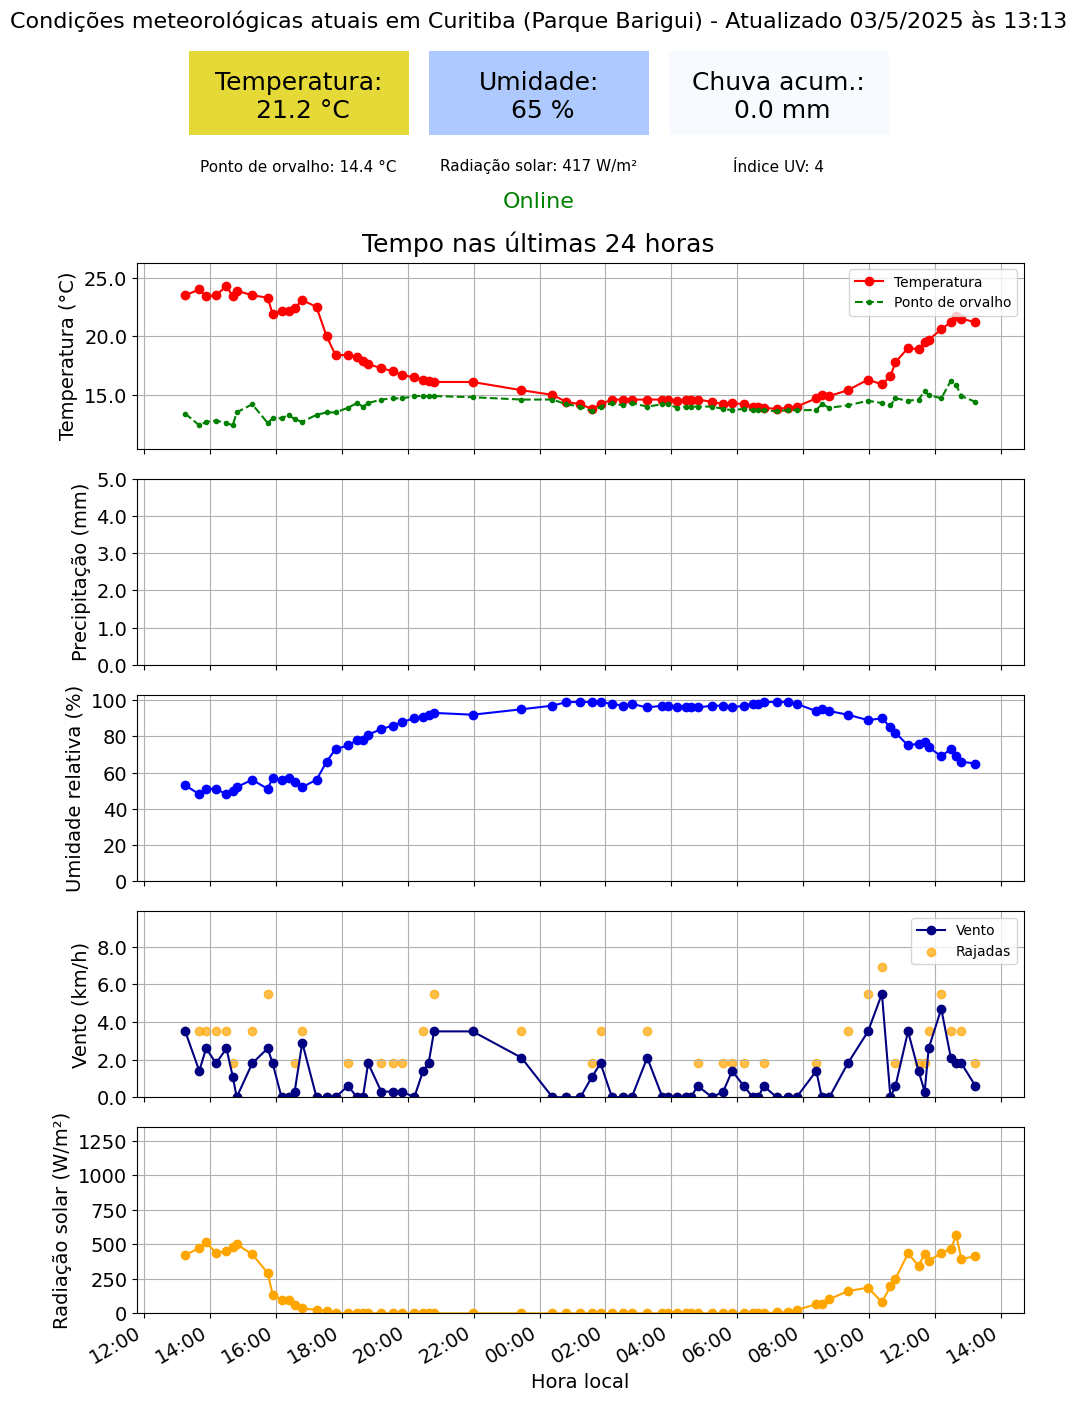 Condições meteorológicas atuais em Curitiba (Parque Barigui) - Atualizado 03/5/2025 às 13:13
Temperatura:
21.2 °C
Umidade:
65 %
Chuva acum.:
0.0 mm
Ponto de orvalho: 14.4 °C
Radiação solar: 417 W/m²
Índice UV: 4
Online
Tempo nas últimas 24 horas
Temperatura (°C)
25.0
20.0
15.0
Temperatura
Ponto de orvalho
Precipitação (mm)
5.0
4.0
3.0
2.0
1.0
0.0
Umidade relativa (%)
100
80
60
40
20
0
Vento (km/h)
8.0
6.0
4.0
2.0
0.0
Vento
Rajadas
Radiação solar (W/m²)
1250
1000
750
500
250
0
12:00
14:00
16:00
18:00
20:00
22:00
00:00
02:00
04:00
06:00
08:00
10:00
12:00
14:00
Hora local